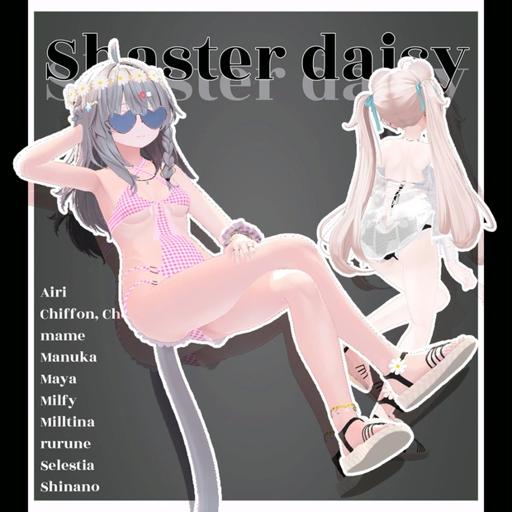 Shaster daisy
Airi
Chiffon, Ch
mame
Manuka
Maya
Milfy
Milltina
rurune
Selestia
Shinano